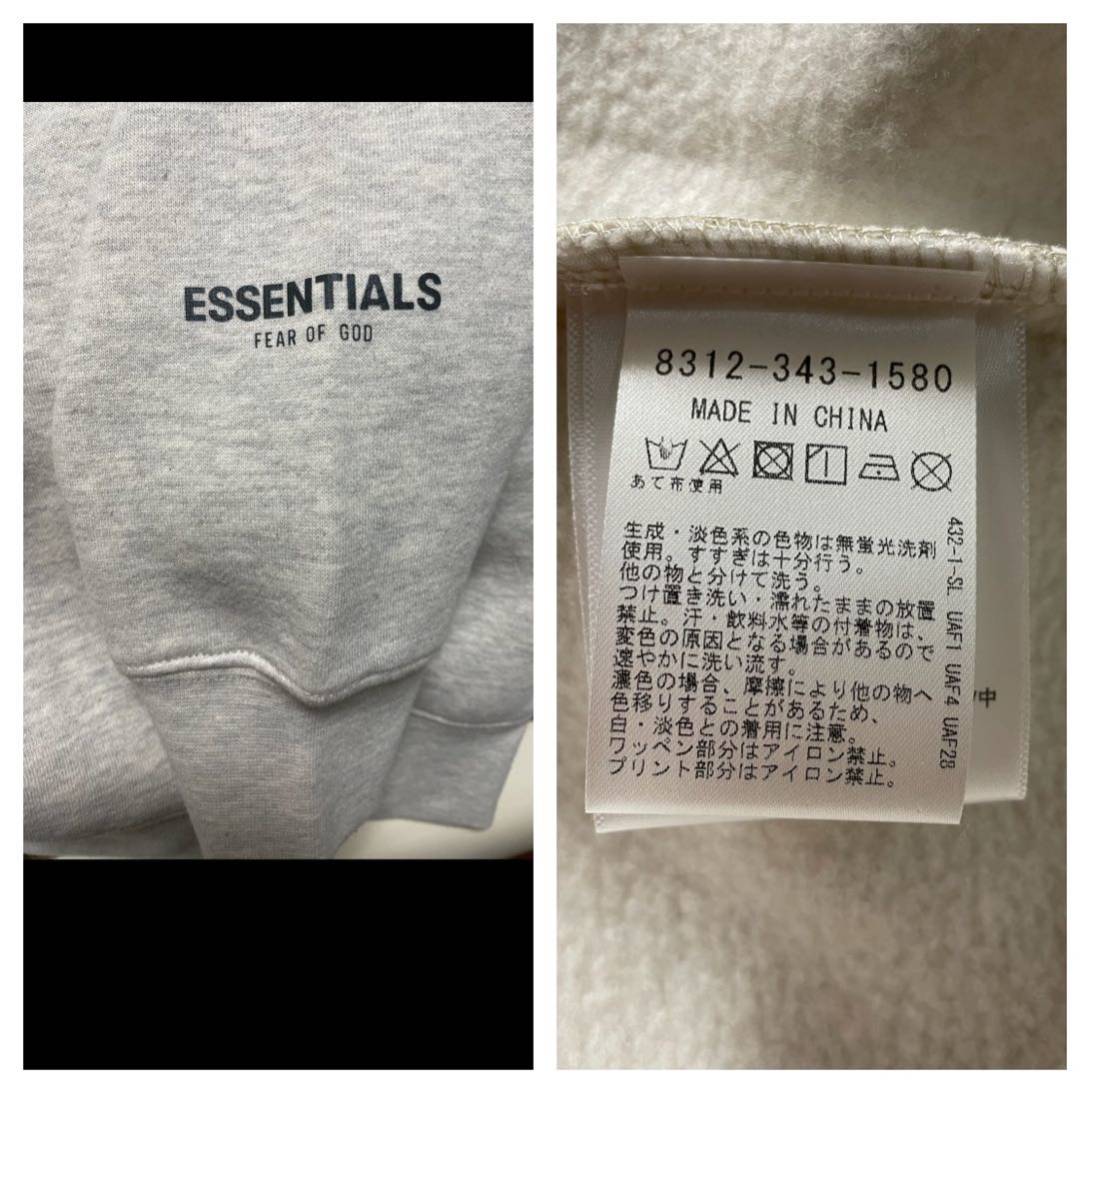 ESSENTIALS
FEAR OF GOD
8312-343-1580
MADE IN CHINA
あて布使用
生成・淡色系の色物は無蛍光洗剤
使用。すすぎは十分行う。
他の物と分けて洗う。
つけ置き洗い・濡れたままの放置
禁止。汗・飲料水等の付着物は、
変色の原因となる場合があるので
速やかに洗い流す。
濃色の場合、摩擦により他の物へ
色移りすることがあるため、
白・淡色との着用に注意。
ワッペン部分はアイロン禁止。
プリント部分はアイロン禁止。
432-1-SL UAF1 UAF4 UAF28
中